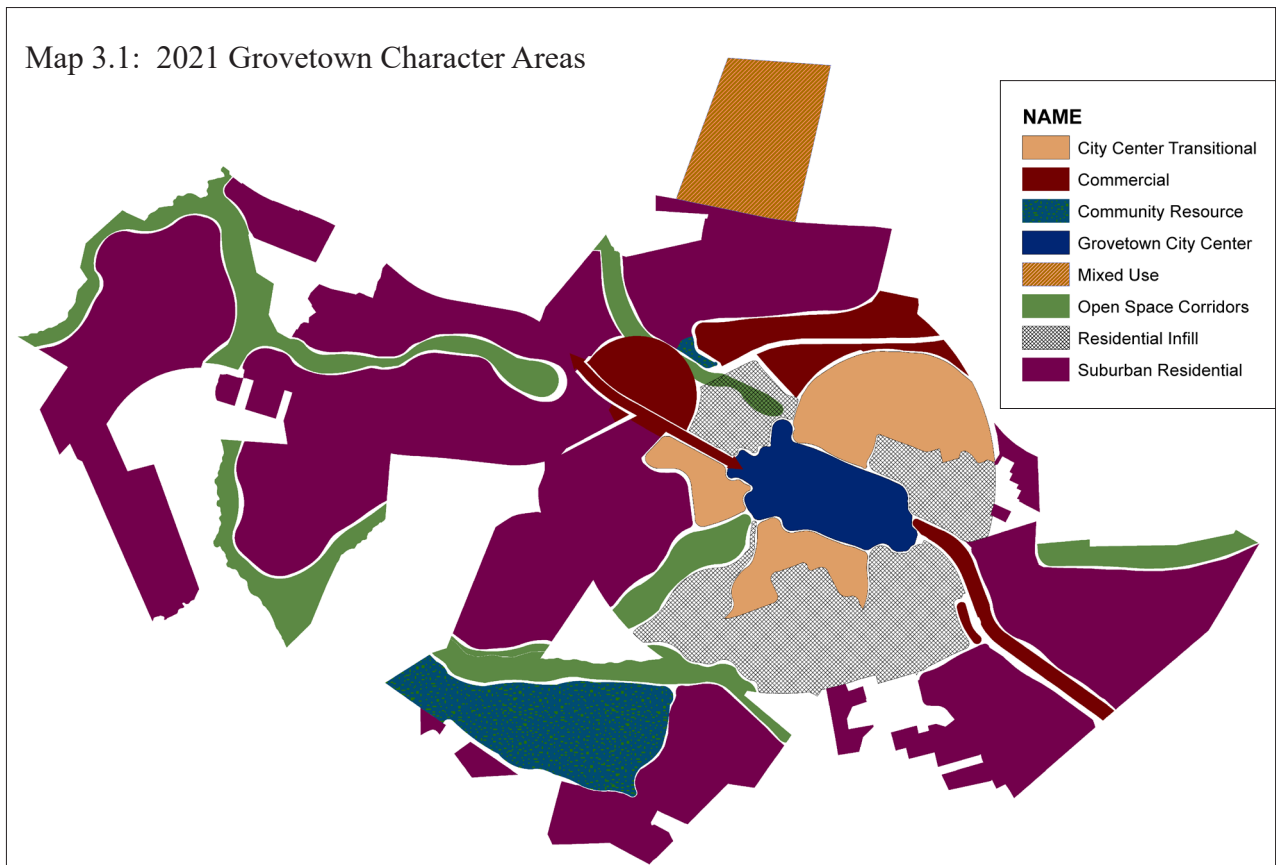 Map 3.1: 2021 Grovetown Character Areas
NAME
City Center Transitional
Commercial
Community Resource
Grovetown City Center
Mixed Use
Open Space Corridors
Residential Infill
Suburban Residential